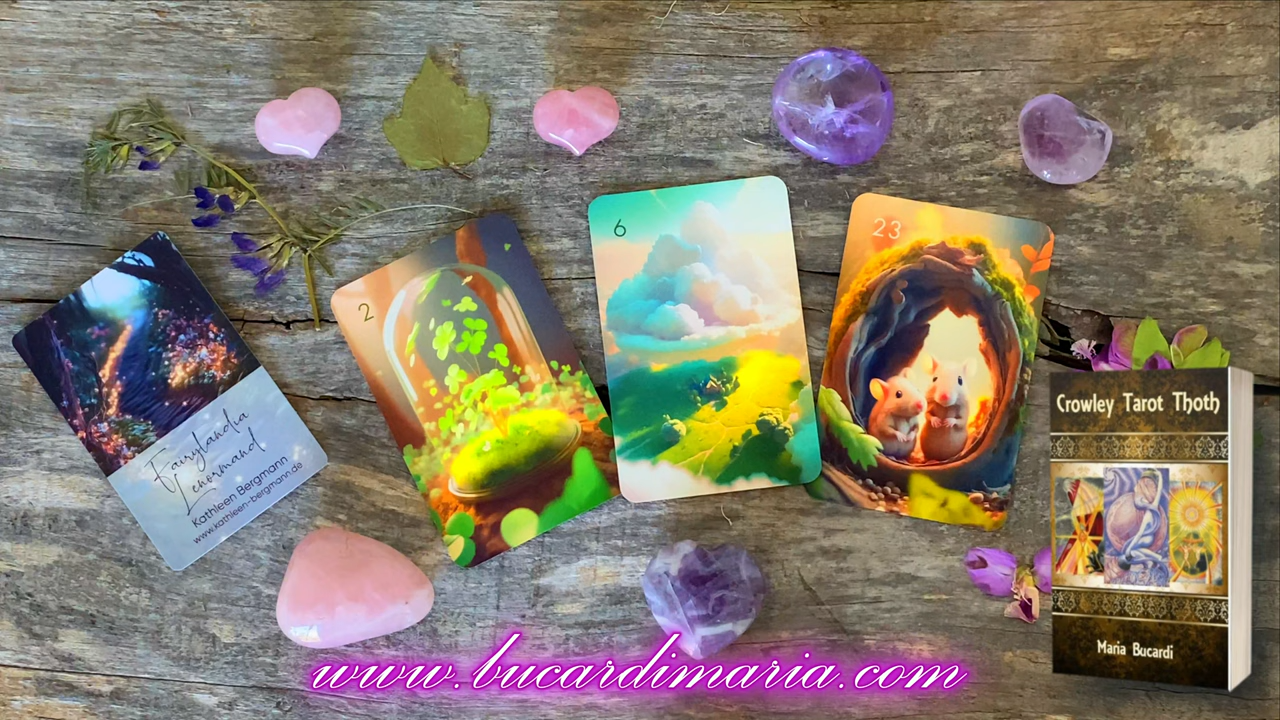 Fairylandia
Lenormand
Kathleen Bergmann
www.kathleen-bergmann.de
2
6
23
Crowley Tarot Thoth
Maria Bucardi
www.bucardimaria.com